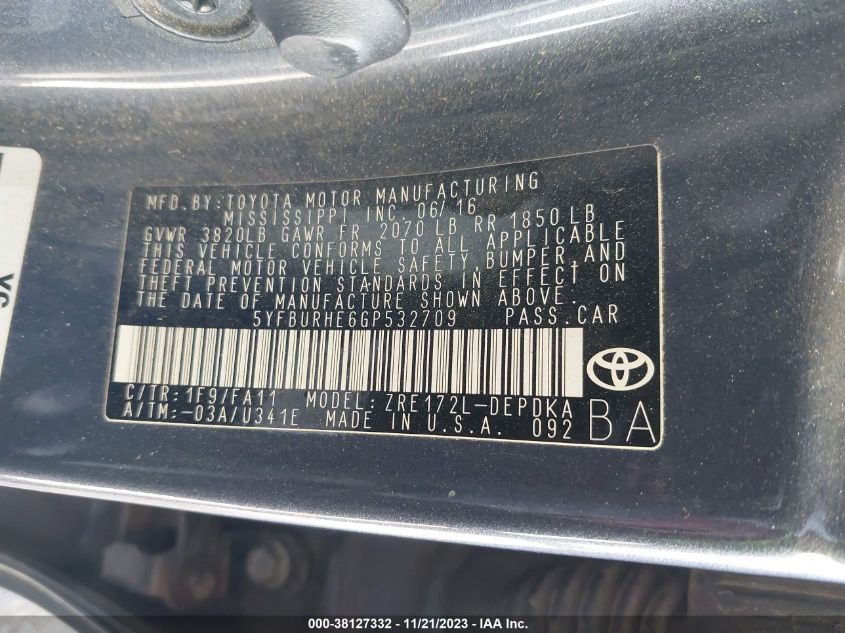 MFD. BY: TOYOTA MOTOR MANUFACTURING
MISSISSIPPI INC. 06/16
GVWR 3820LB GAWR FR 2070 LB RR 1850 LB
THIS VEHICLE CONFORMS TO ALL APPLICABLE
FEDERAL MOTOR VEHICLE SAFETY, BUMPER, AND
THEFT PREVENTION STANDARDS IN EFFECT ON
THE DATE OF MANUFACTURE SHOWN ABOVE.
5YFBURHE6GP532709 PASS. CAR
C/TR: 1F9/FA11 MODEL: ZRE172L-DEPDKA
A/TM: -03A/U341E MADE IN U.S.A. 092
BA
000-38127332 - 11/21/2023 - IAA Inc.